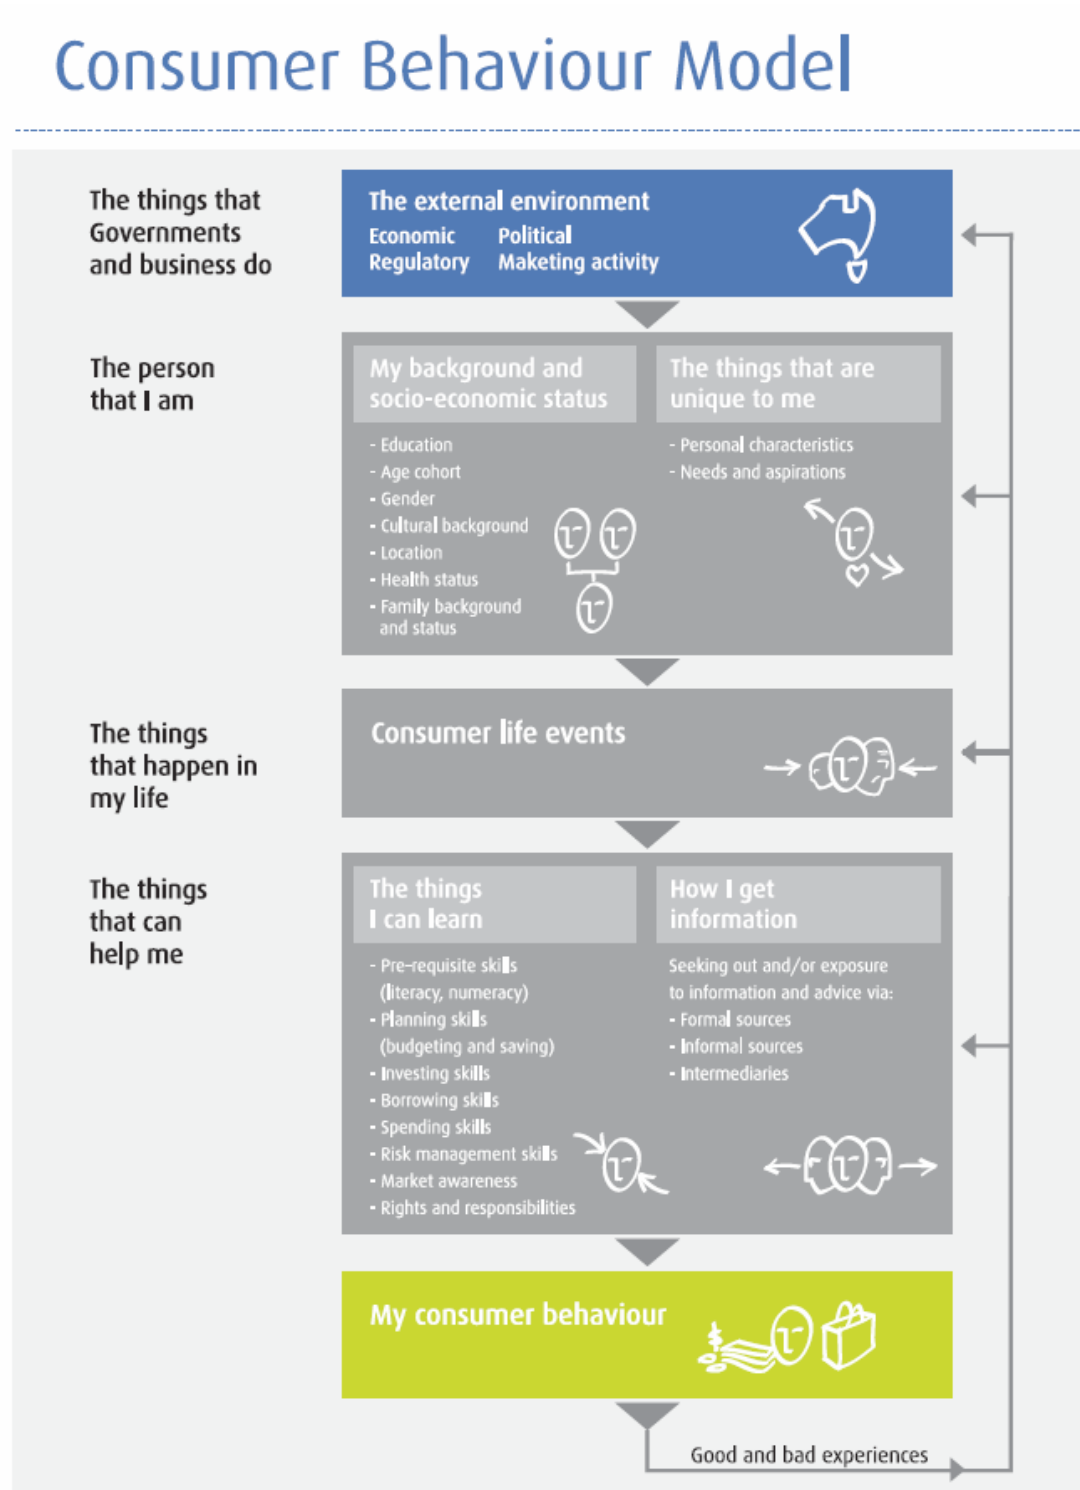 Consumer Behaviour Model
The things that
Governments
and business do
The external environment
Economic Political
Regulatory Maketing activity
The person
that I am
My background and
socio-economic status
- Education
- Age cohort
- Gender
- Cultural background
- Location
- Health status
- Family background
and status
The things that are
unique to me
- Personal characteristics
- Needs and aspirations
The things
that happen in
my life
Consumer life events
The things
that can
help me
The things
I can learn
- Pre-requisite skills
(literacy, numeracy)
- Planning skills
(budgeting and saving)
- Investing skills
- Borrowing skills
- Spending skills
- Risk management skills
- Market awareness
- Rights and responsibilities
How I get
information
Seeking out and/or exposure
to information and advice via:
- Formal sources
- Informal sources
- Intermediaries
My consumer behaviour
$
Good and bad experiences